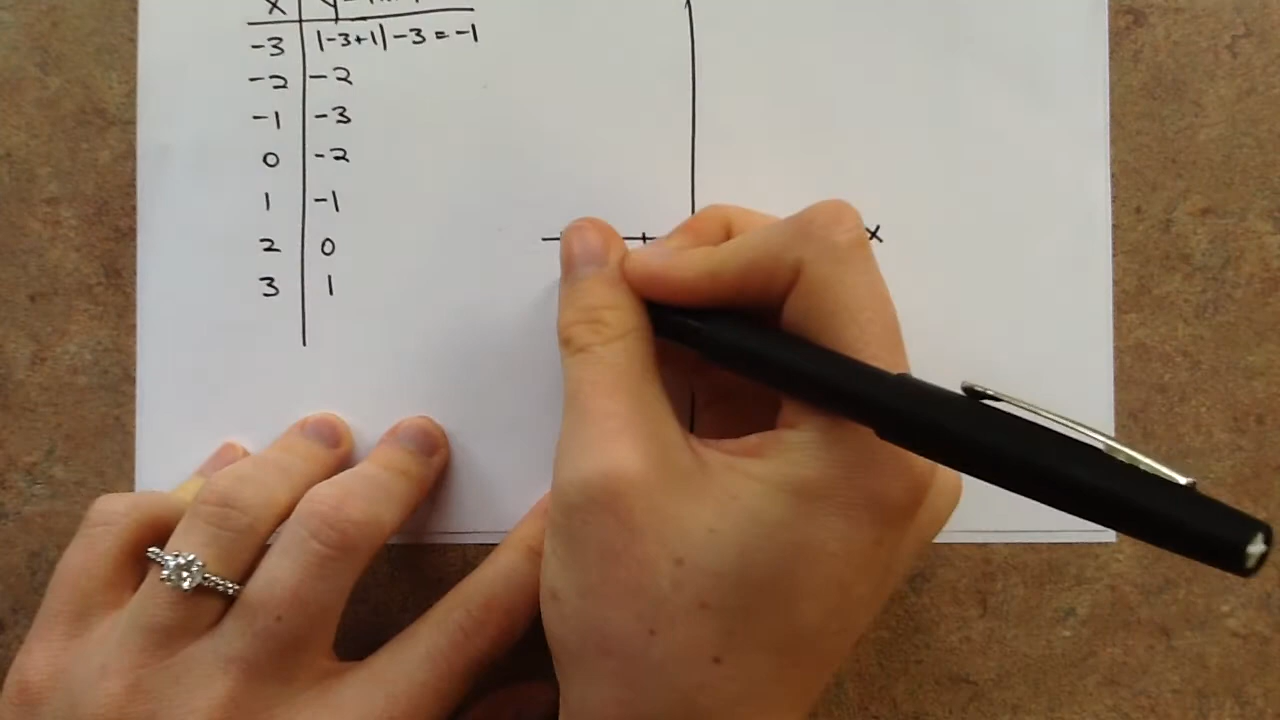 x
-3 |-3+1| -3 = -1
-2 -2
-1 -3
0 -2
1 -1
2 0
3 1
x